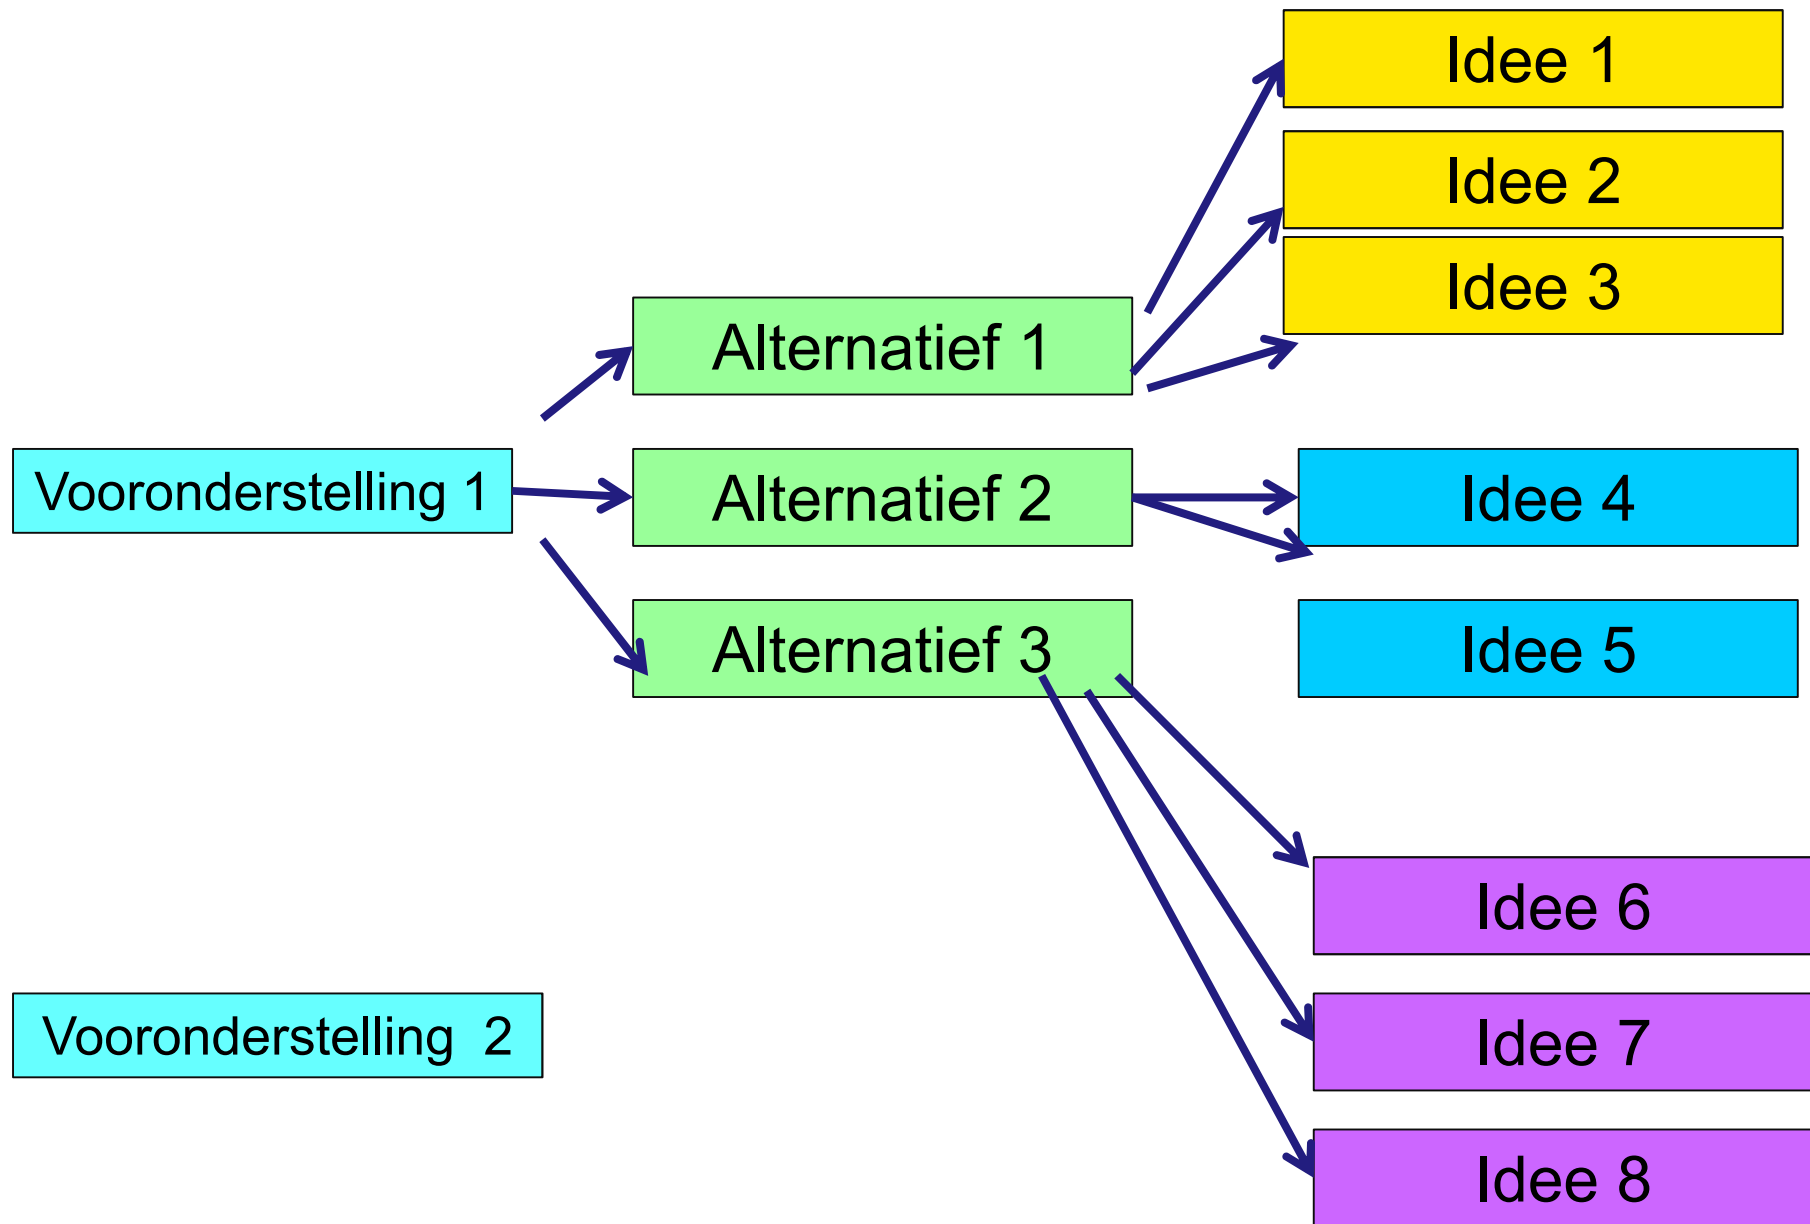 Idee 1
Idee 2
Idee 3
Alternatief 1
Vooronderstelling 1
Alternatief 2
Idee 4
Alternatief 3
Idee 5
Idee 6
Vooronderstelling 2
Idee 7
Idee 8